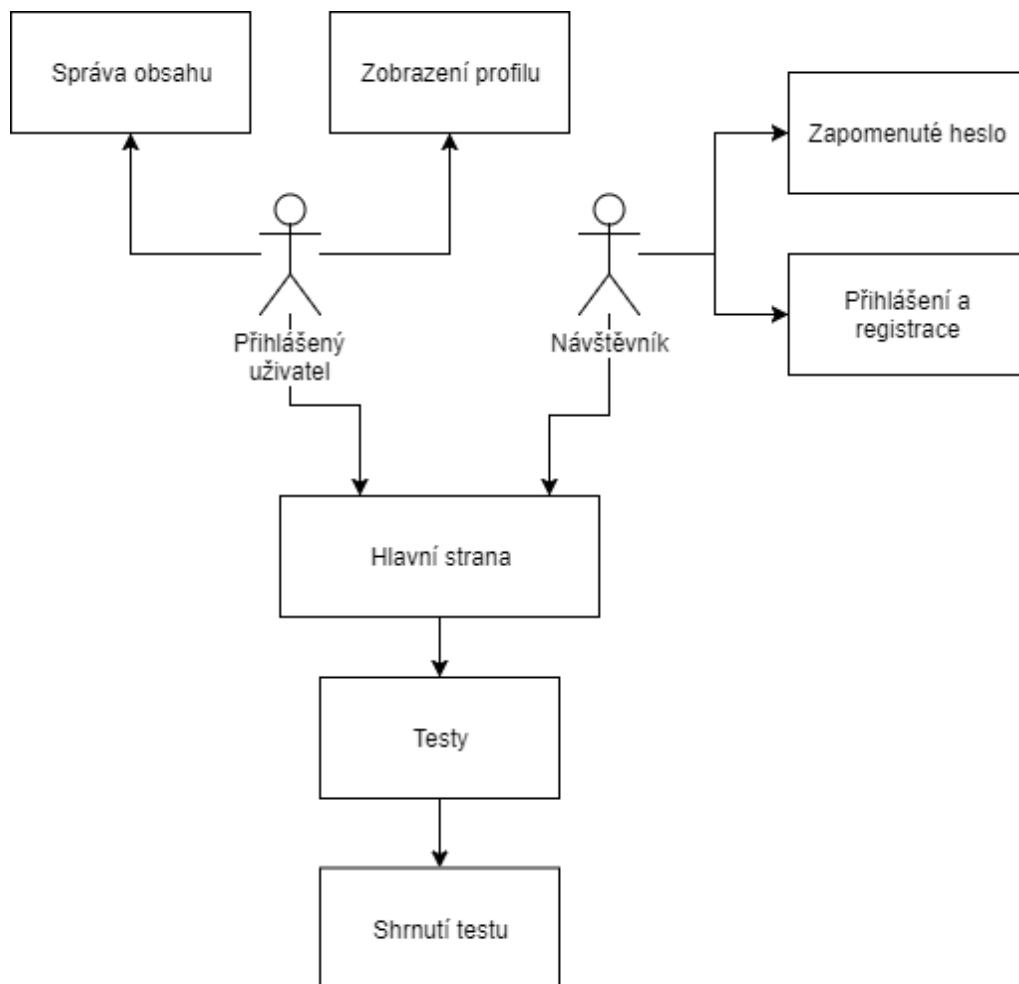 Správa obsahu
Zobrazení profilu
Zapomenuté heslo
Přihlášení a
registrace
Přihlášený
uživatel
Návštěvník
Hlavní strana
Testy
Shrnutí testu